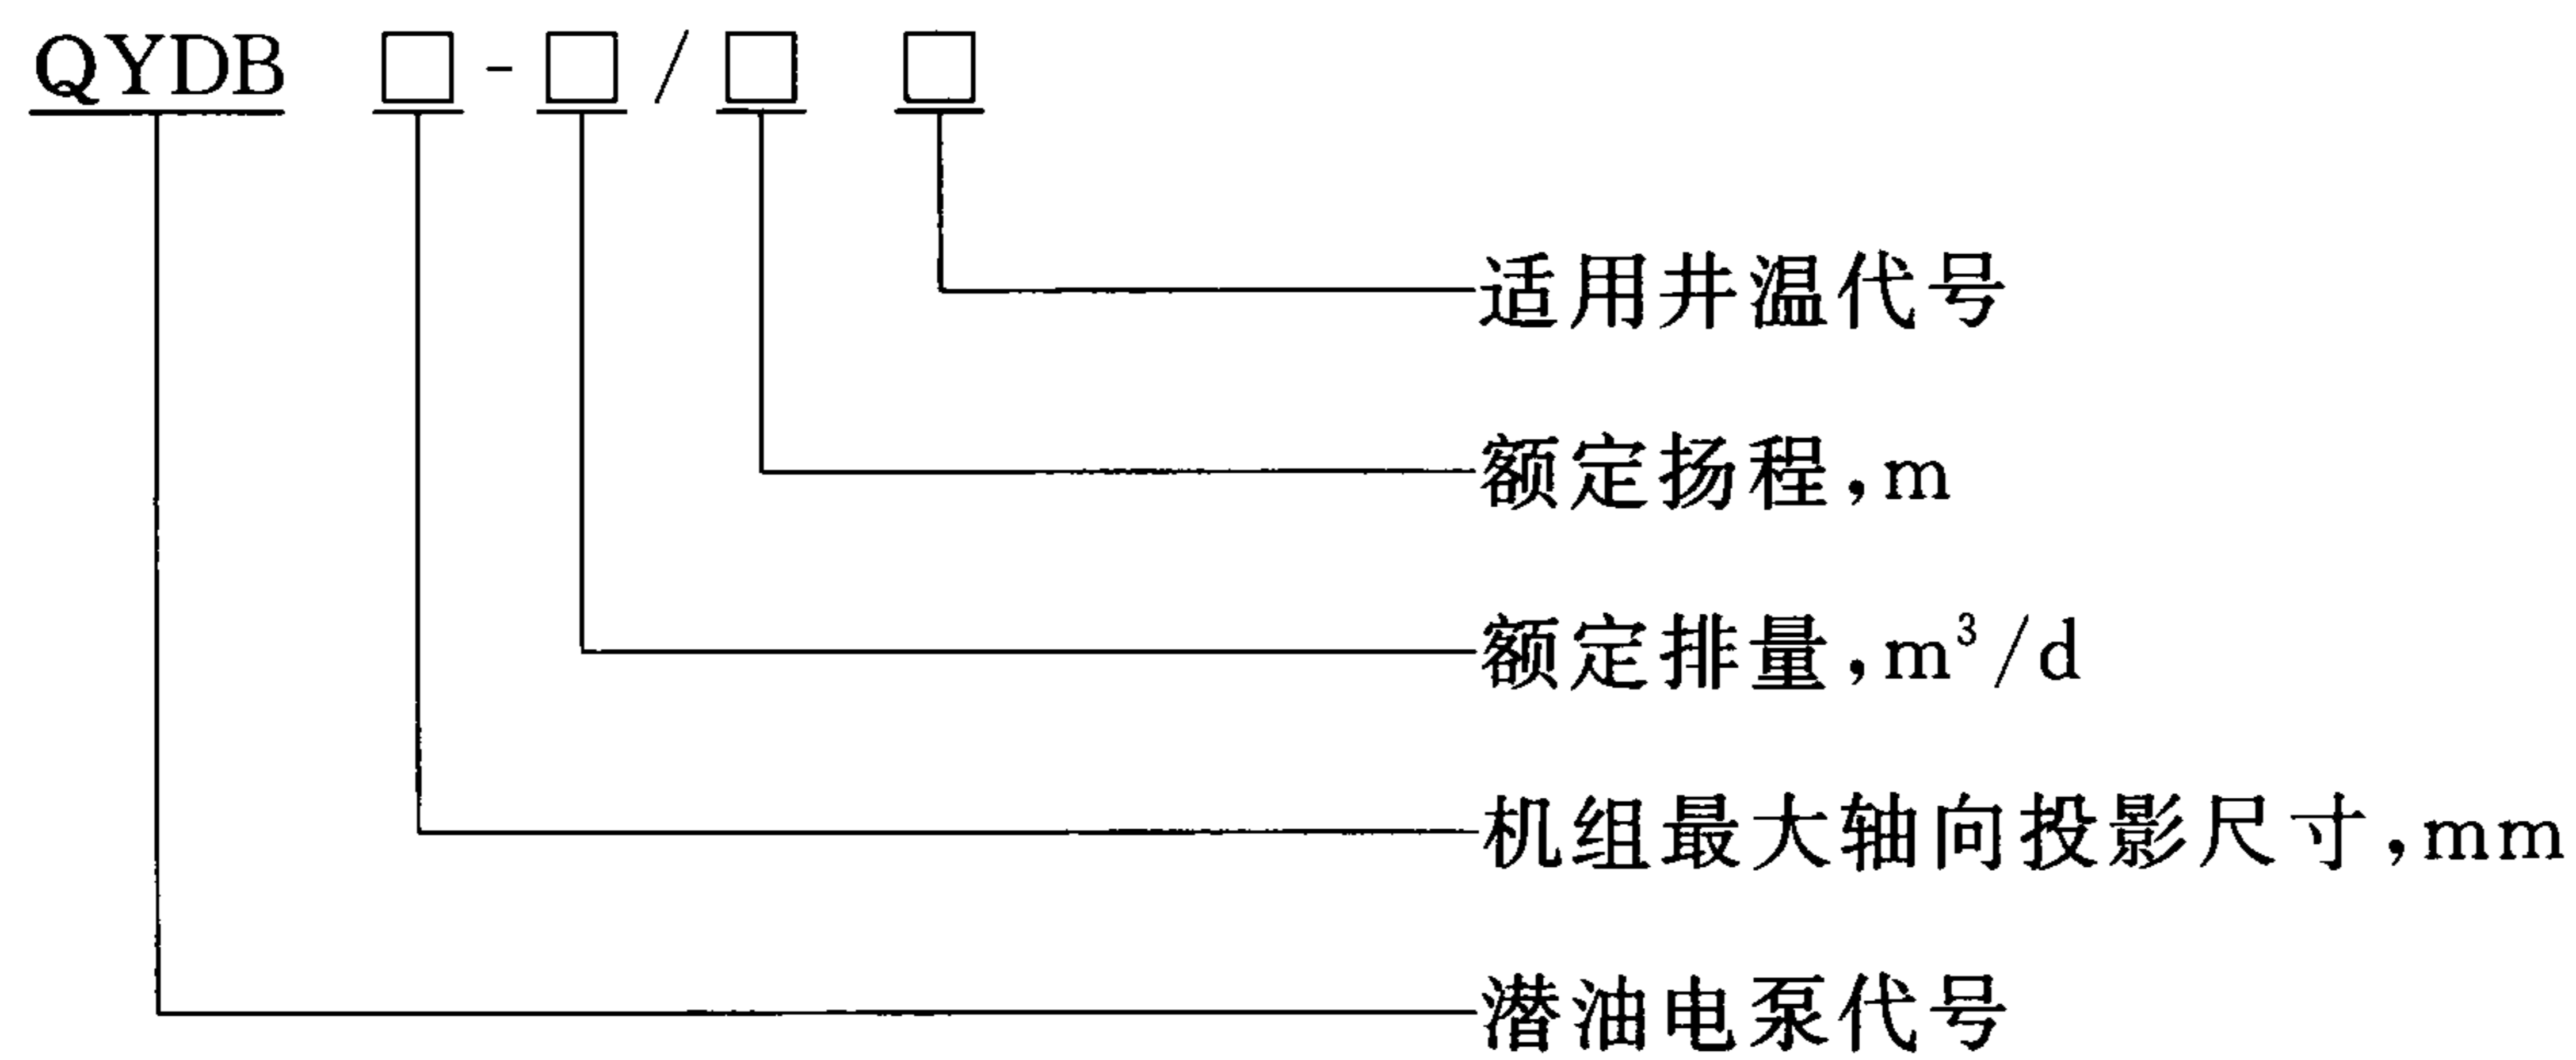 QYDB □-□/□ □
适用井温代号
额定扬程,m
额定排量,m³/d
机组最大轴向投影尺寸,mm
潜油电泵代号